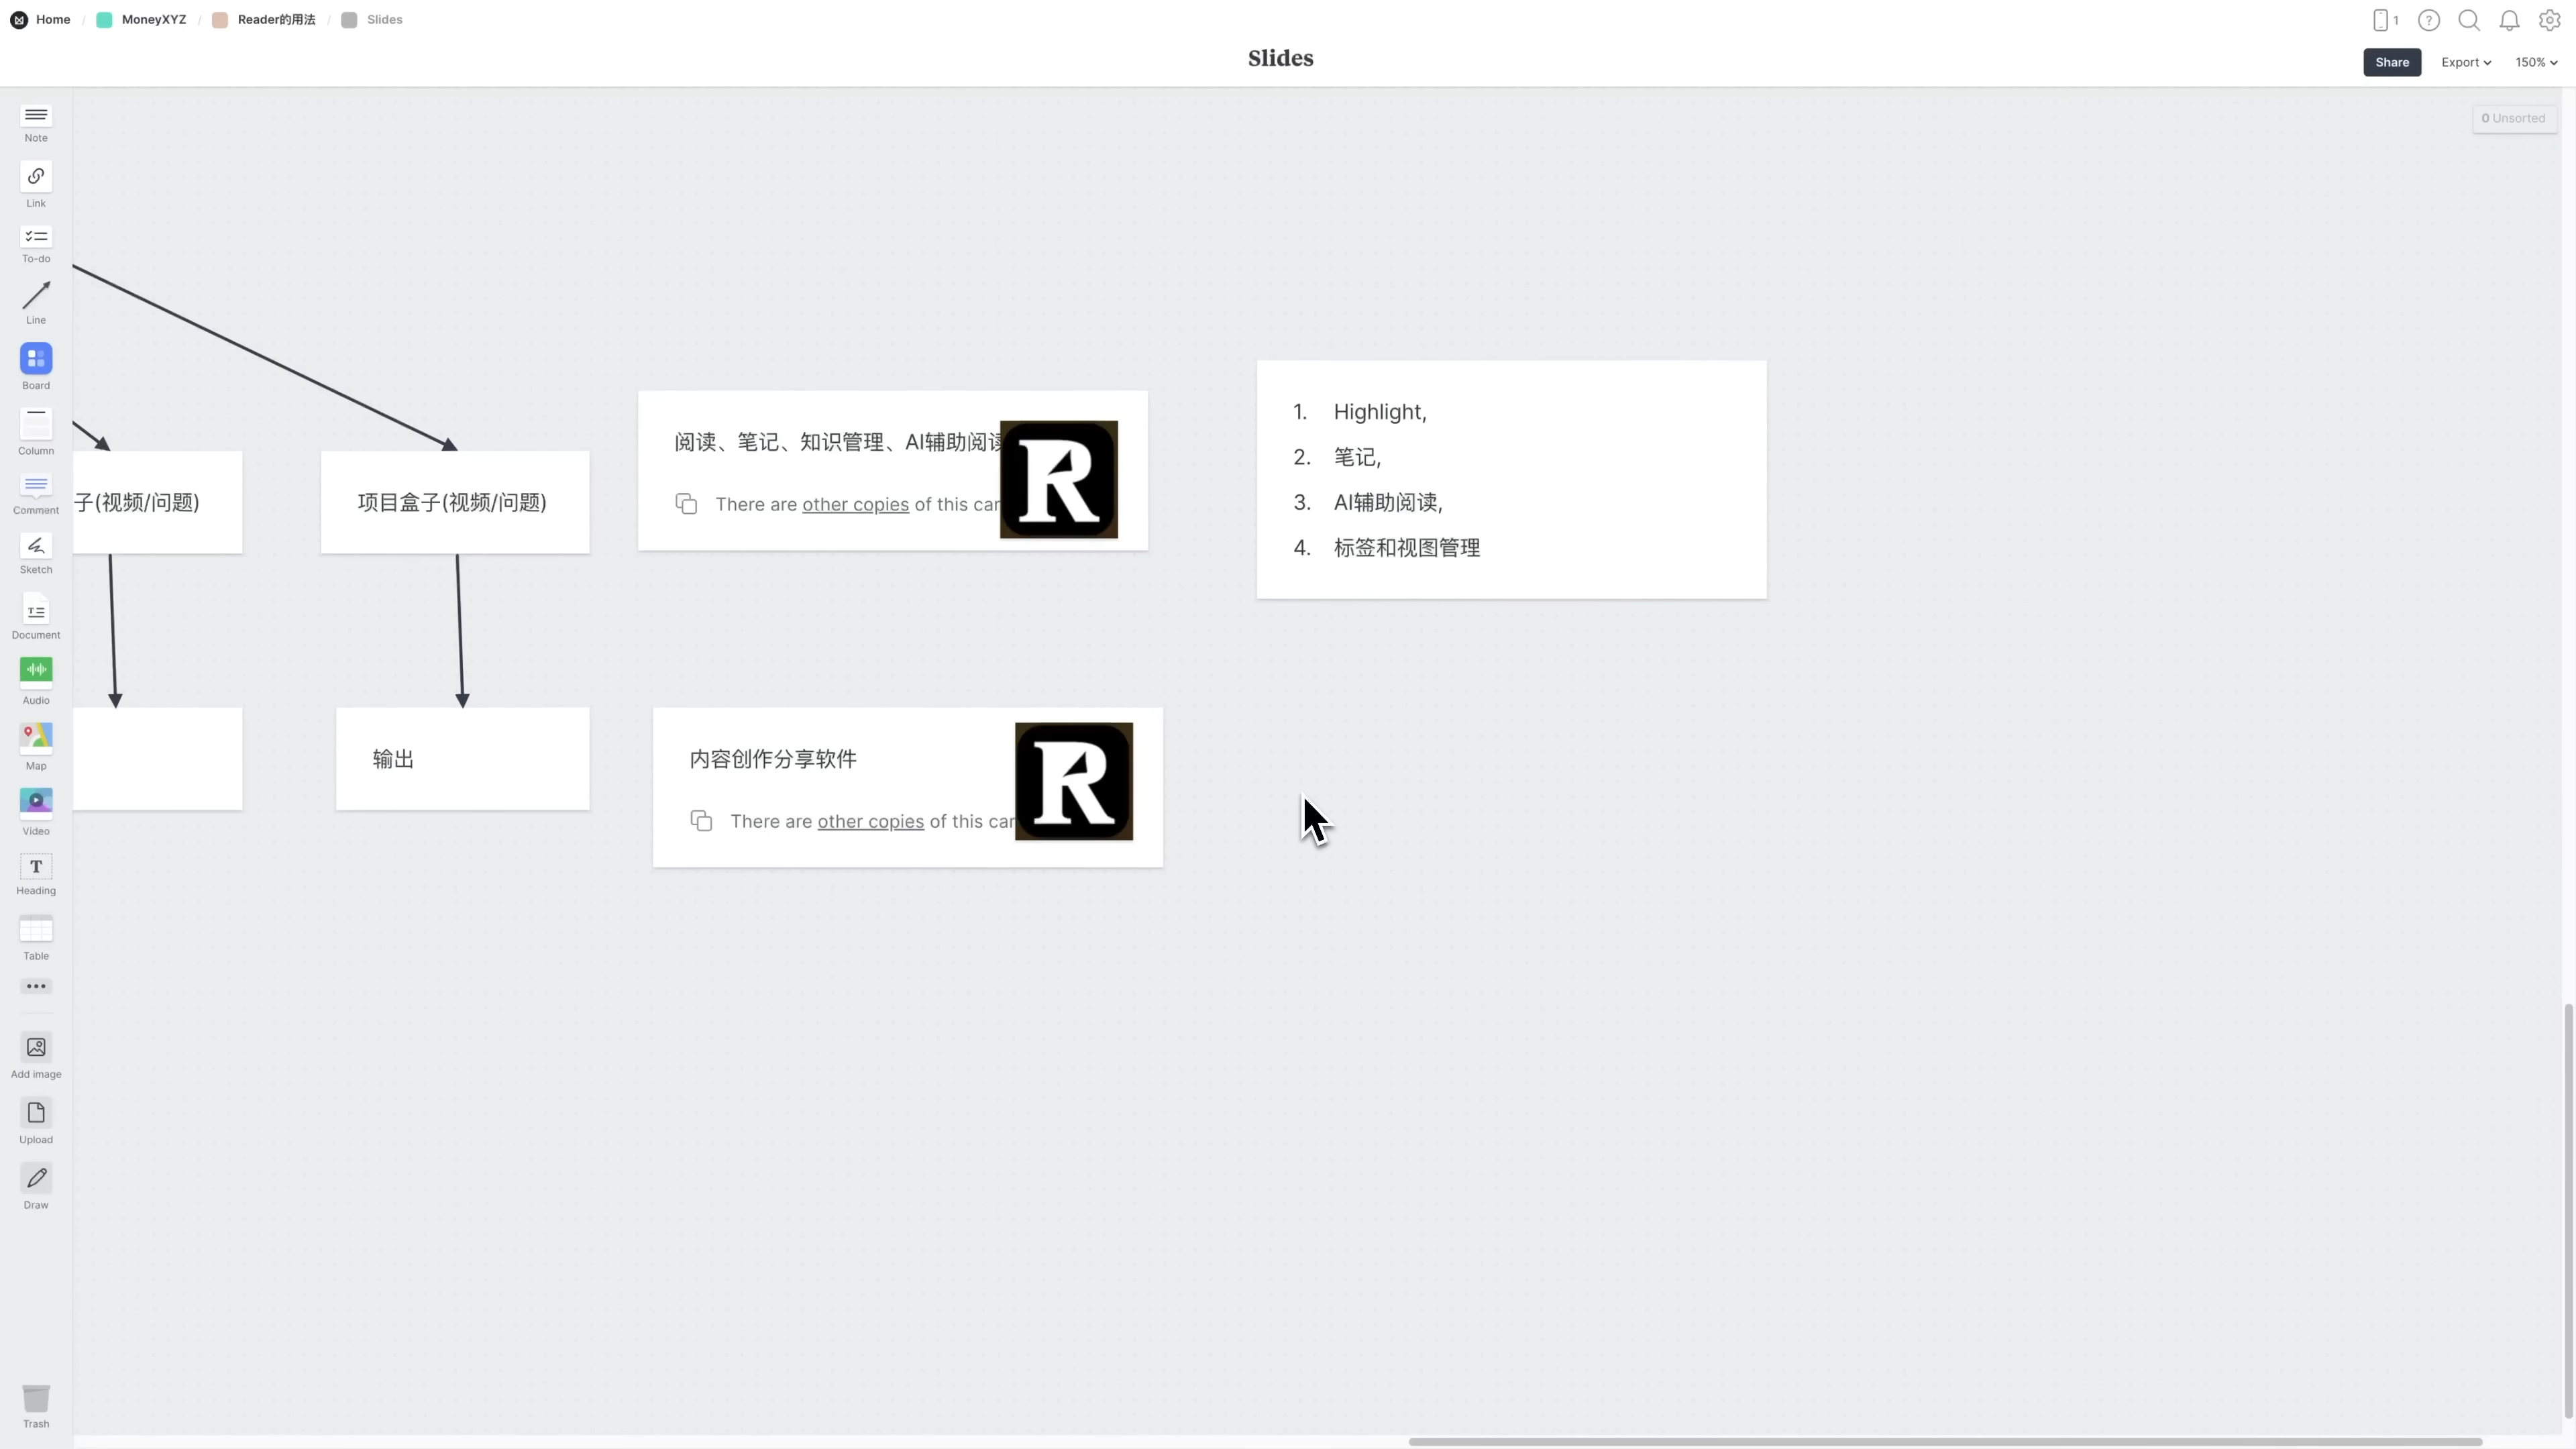 Home / MoneyXYZ / Reader的用法 / Slides
1
Slides
Share
Export
150%
0 Unsorted
Note
Link
To-do
Line
Board
Column
Comment
Sketch
Document
Audio
Map
Video
Heading
Table
Add image
Upload
Draw
Trash
子(视频/问题)
项目盒子(视频/问题)
输出
阅读、笔记、知识管理、AI辅助阅读
There are other copies of this car
R
内容创作分享软件
There are other copies of this car
R
1. Highlight,
2. 笔记,
3. AI辅助阅读,
4. 标签和视图管理